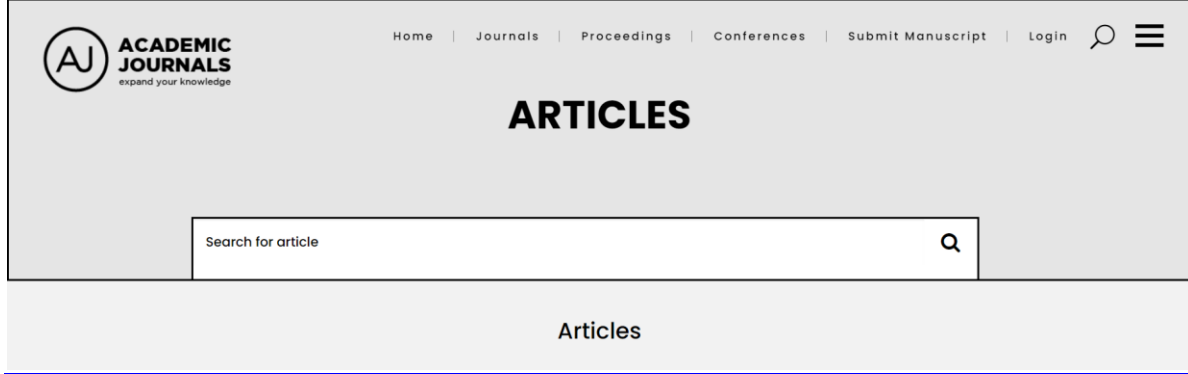 AJ
ACADEMIC
JOURNALS
expand your knowledge
Home | Journals | Proceedings | Conferences | Submit Manuscript | Login
ARTICLES
Search for article
Articles